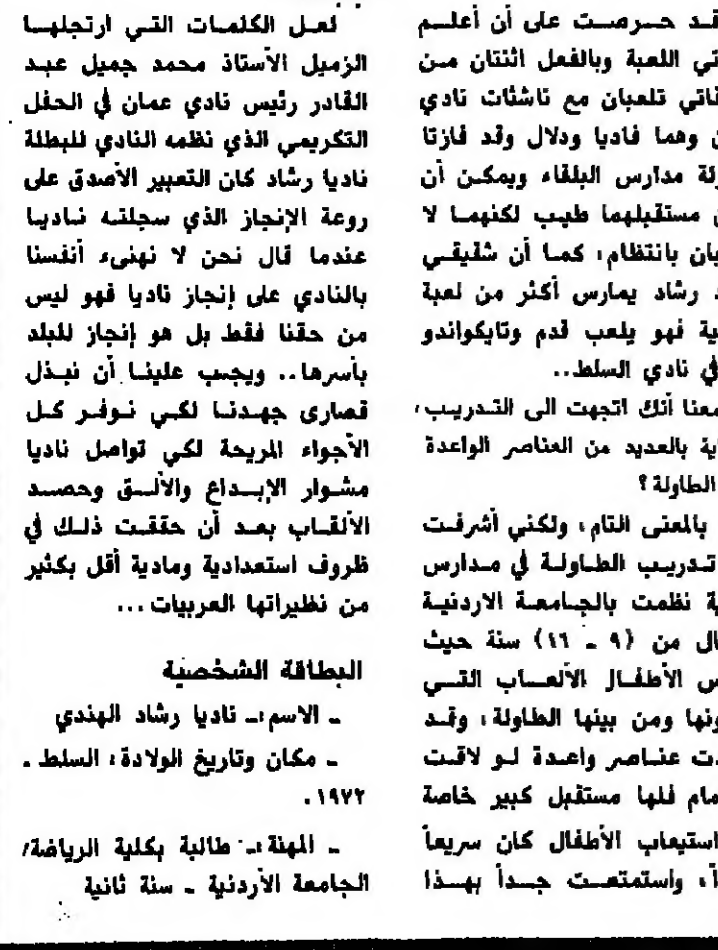 قد حرصت على أن أعلم
اللعبة وبالفعل اثنتان من
تلعبان مع ناشئات نادي
وهما فاديا ودلال وقد فازتا
مدارس البلقاء ويمكن أن
مستقبلهما طيب لكنهما لا
بانتظام، كما أن شقيقي
رشاد يمارس أكثر من لعبة
فهو يلعب قدم وتايكواندو
في نادي السلط..
أنك اتجهت الى التدريب،
بالعديد من العناصر الواعدة
الطاولة؟
بالمعنى التام، ولكني أشرفت
تدريب الطاولة في مدارس
نظمت بالجامعة الاردنية
من (٩ - ١٦) سنة حيث
الأطفال الألعاب التي
ومن بينها الطاولة، وقد
عناصر واعدة لو لاقت
فلها مستقبل كبير خاصة
استيعاب الأطفال كان سريعاً
واستمتعت جداً بهذا
لعل الكلمات التي ارتجلها
الزميل الأستاذ محمد جميل عبد
القادر رئيس نادي عمان في الحفل
التكريمي الذي نظمه النادي للبطلة
ناديا رشاد كان التعبير الأصدق على
روعة الإنجاز الذي سجلته ناديا
عندما قال نحن لا نهنىء أنفسنا
بالنادي على إنجاز ناديا فهو ليس
من حقنا فقط بل هو إنجاز للبلد
بأسرها.. ويجب علينا أن نبذل
قصارى جهدنا لكي نوفر كل
الأجواء المريحة لكي تواصل ناديا
مشوار الإبداع والألق وحصد
الألقاب بعد أن حققت ذلك في
ظروف استعدادية ومادية أقل بكثير
من نظيراتها العربيات...
البطاقة الشخصية
- الاسم:- ناديا رشاد الهندي
- مكان وتاريخ الولادة: السلط -
١٩٧٢.
- المهنة:- طالبة بكلية الرياضة/
الجامعة الأردنية - سنة ثانية